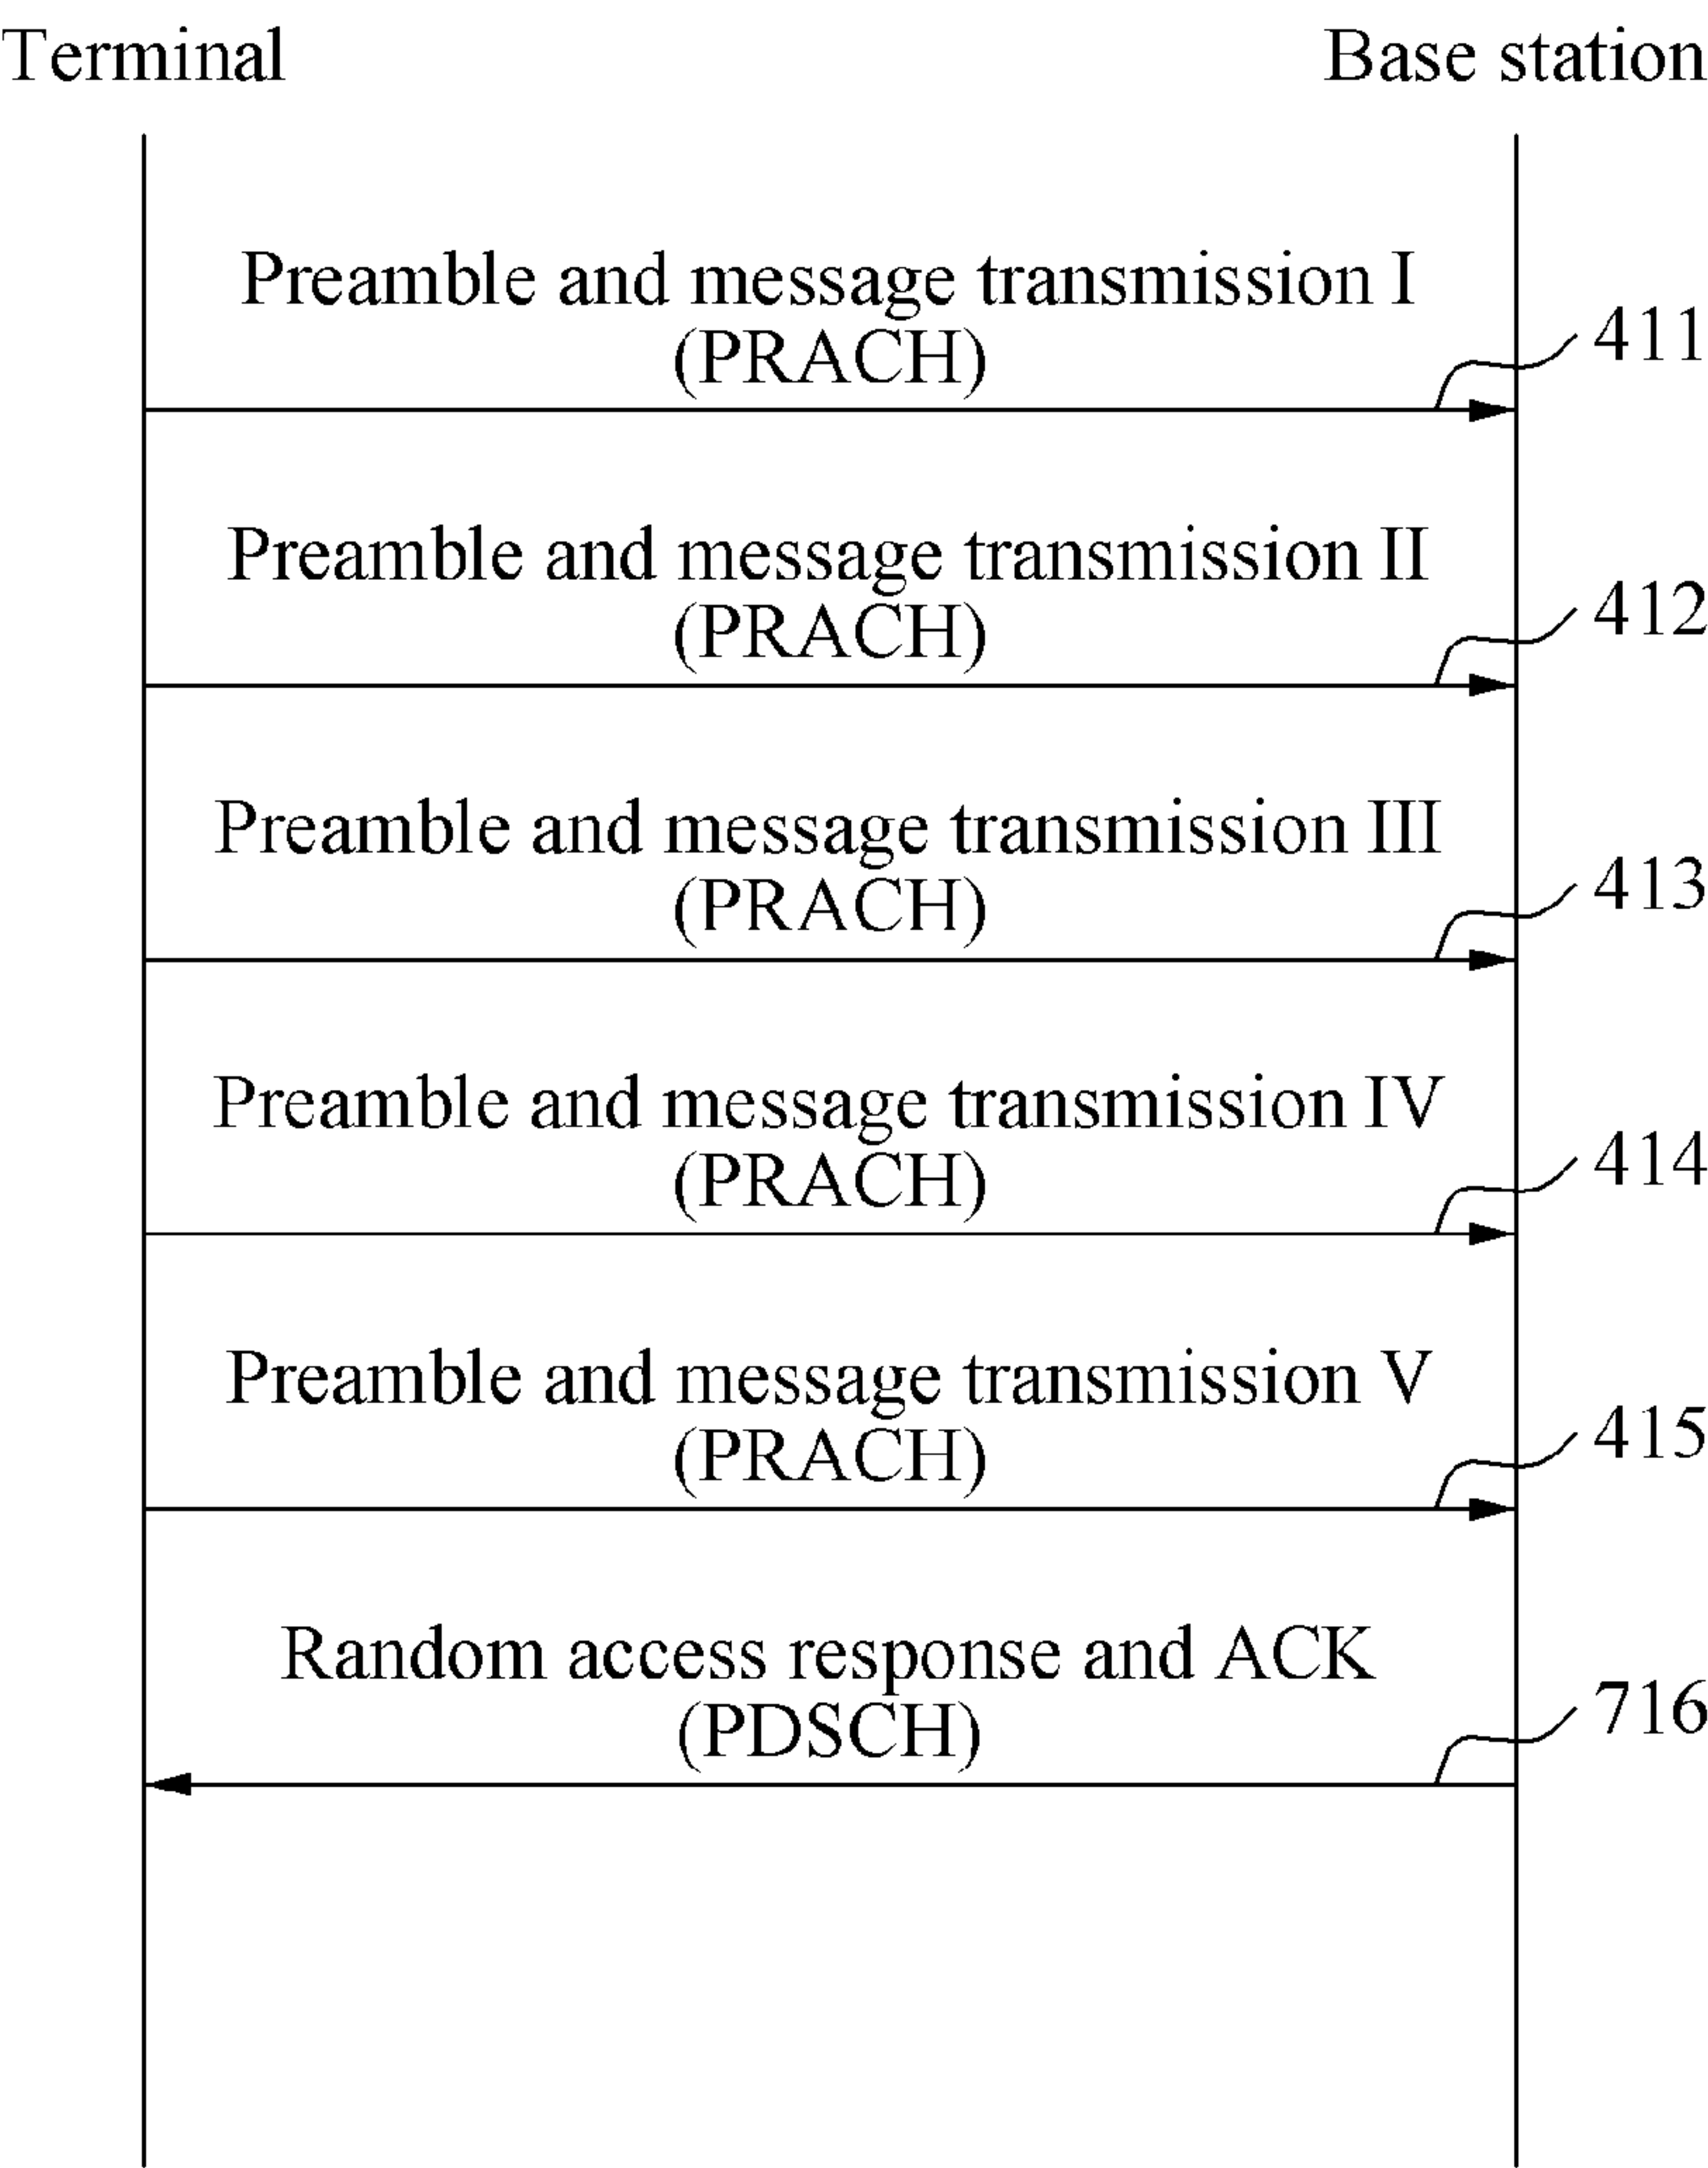 Terminal
Base station
Preamble and message transmission I
(PRACH)
411
Preamble and message transmission II
(PRACH)
412
Preamble and message transmission III
(PRACH)
413
Preamble and message transmission IV
(PRACH)
414
Preamble and message transmission V
(PRACH)
415
Random access response and ACK
(PDSCH)
716